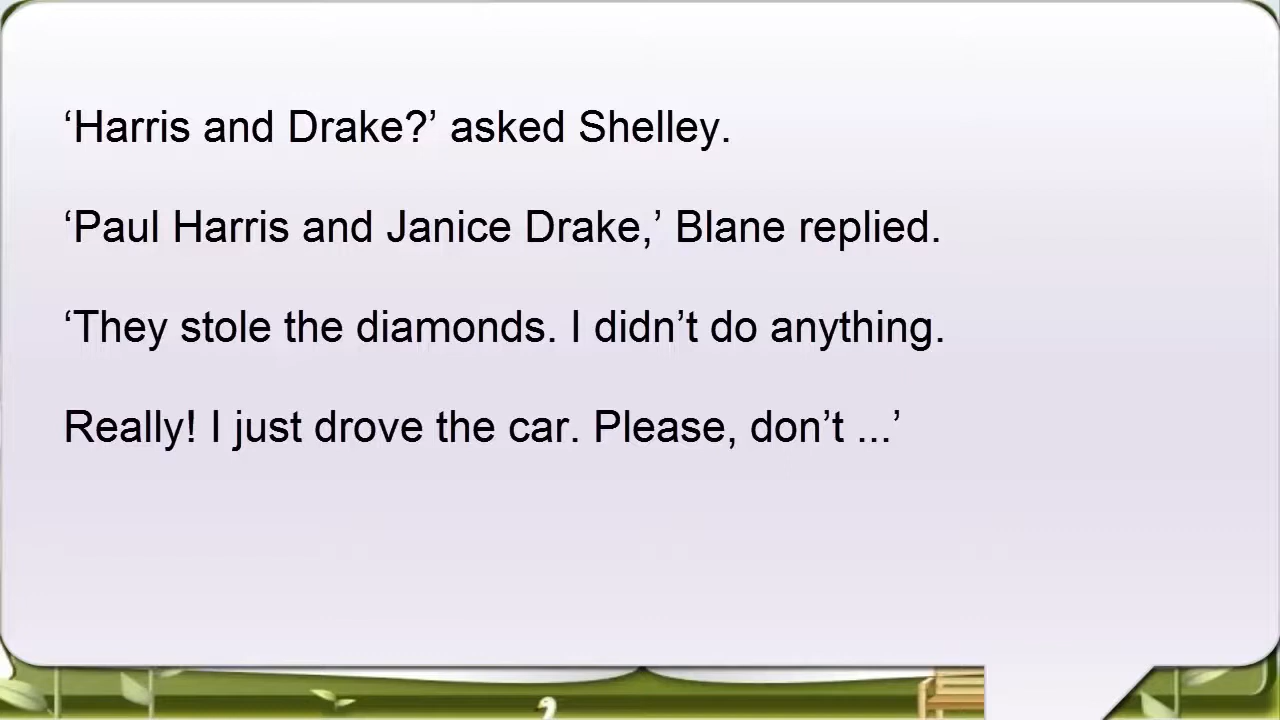 ‘Harris and Drake?’ asked Shelley.
‘Paul Harris and Janice Drake,’ Blane replied.
‘They stole the diamonds. I didn’t do anything.
Really! I just drove the car. Please, don’t ...’